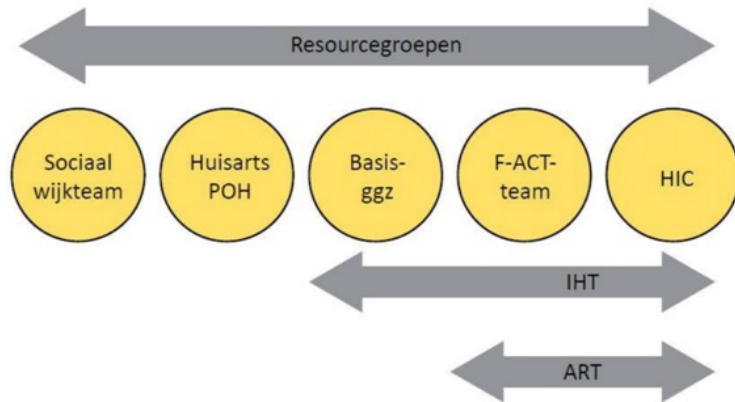 Resourcegroepen
Sociaal
wijkteam
Huisarts
POH
Basis-
ggz
F-ACT-
team
HIC
IHT
ART